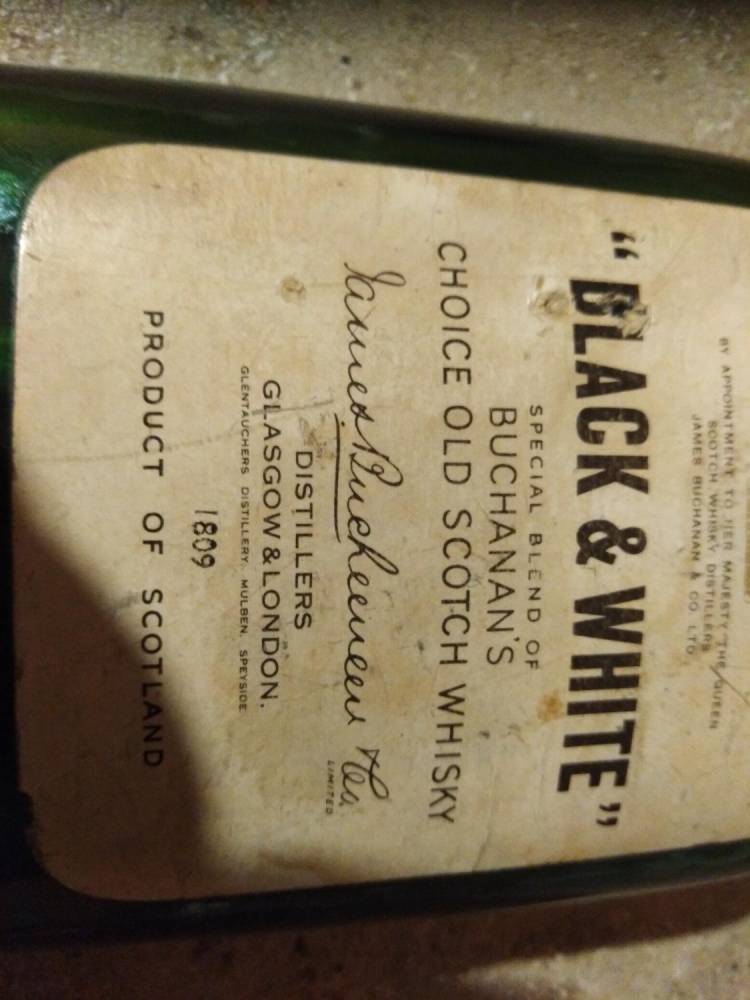 BY APPOINTMENT TO HER MAJESTY THE QUEEN
SCOTCH WHISKY DISTILLERS
JAMES BUCHANAN & CO. LTD.
"BLACK & WHITE"
SPECIAL BLEND OF
BUCHANAN'S
CHOICE OLD SCOTCH WHISKY
James Buchanan & Co.
LIMITED
DISTILLERS
GLASGOW & LONDON.
GLENTAUCHERS DISTILLERY, MULBEN, SPEYSIDE.
1809
PRODUCT OF SCOTLAND